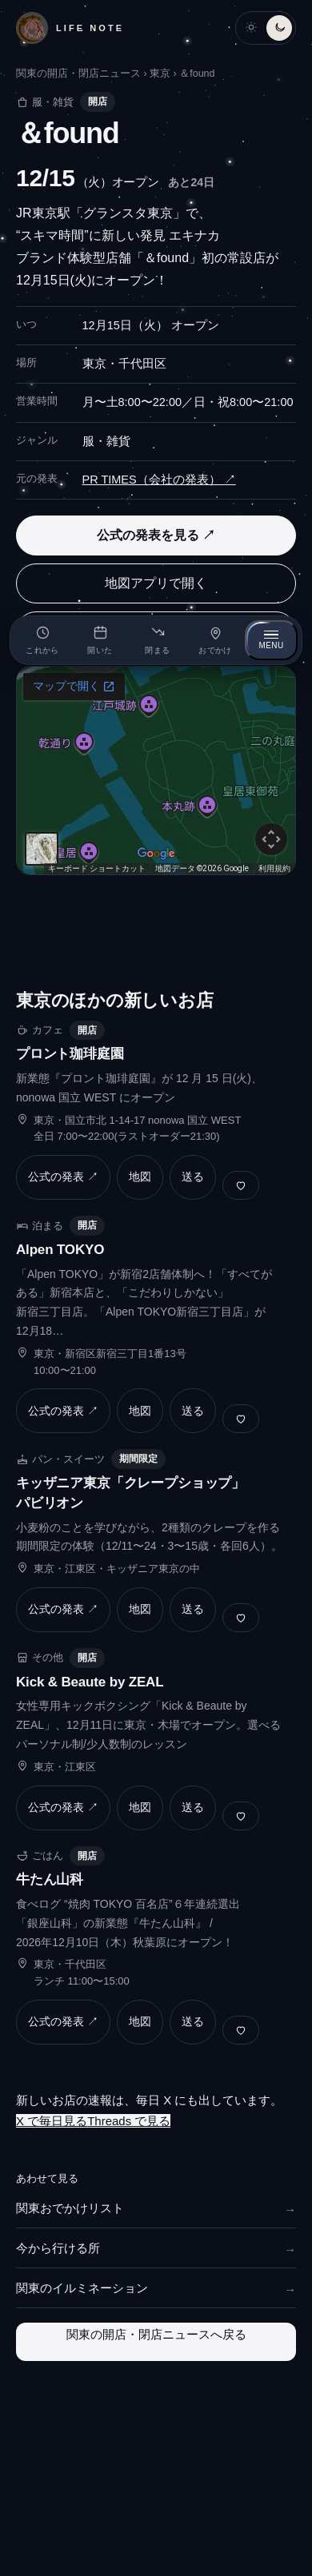 LIFE NOTE
関東の開店・閉店ニュース › 東京 › ＆found
服・雑貨 開店
＆found
12/15（火）オープン あと24日
JR東京駅「グランスタ東京」で、
“スキマ時間”に新しい発見 エキナカ
ブランド体験型店舗「＆found」初の常設店が
12月15日(火)にオープン！
いつ 12月15日（火） オープン
場所 東京・千代田区
営業時間 月〜土8:00〜22:00／日・祝8:00〜21:00
ジャンル 服・雑貨
元の発表 PR TIMES（会社の発表） ↗
公式の発表を見る ↗
地図アプリで開く
これから 開いた 閉まる おでかけ MENU
マップで開く
江戸城跡
乾通り
二の丸庭
皇居東御苑
本丸跡
皇居
Google
キーボード ショートカット 地図データ ©2026 Google 利用規約
東京のほかの新しいお店
カフェ 開店
プロント珈琲庭園
新業態『プロント珈琲庭園』が 12 月 15 日(火)、
nonowa 国立 WEST にオープン
東京・国立市北 1-14-17 nonowa 国立 WEST
全日 7:00〜22:00(ラストオーダー21:30)
公式の発表 ↗ 地図 送る
泊まる 開店
Alpen TOKYO
「Alpen TOKYO」が新宿2店舗体制へ！「すべてが
ある」新宿本店と、「こだわりしかない」
新宿三丁目店。「Alpen TOKYO新宿三丁目店」が
12月18…
東京・新宿区新宿三丁目1番13号
10:00〜21:00
公式の発表 ↗ 地図 送る
パン・スイーツ 期間限定
キッザニア東京「クレープショップ」
パビリオン
小麦粉のことを学びながら、2種類のクレープを作る
期間限定の体験（12/11〜24・3〜15歳・各回6人）。
東京・江東区・キッザニア東京の中
公式の発表 ↗ 地図 送る
その他 開店
Kick & Beaute by ZEAL
女性専用キックボクシング「Kick & Beaute by
ZEAL」、12月11日に東京・木場でオープン。選べる
パーソナル制/少人数制のレッスン
東京・江東区
公式の発表 ↗ 地図 送る
ごはん 開店
牛たん山科
食べログ “焼肉 TOKYO 百名店”６年連続選出
「銀座山科」の新業態『牛たん山科』 /
2026年12月10日（木）秋葉原にオープン！
東京・千代田区
ランチ 11:00〜15:00
公式の発表 ↗ 地図 送る
新しいお店の速報は、毎日 X にも出しています。
X で毎日見るThreads で見る
あわせて見る
関東おでかけリスト →
今から行ける所 →
関東のイルミネーション →
関東の開店・閉店ニュースへ戻る